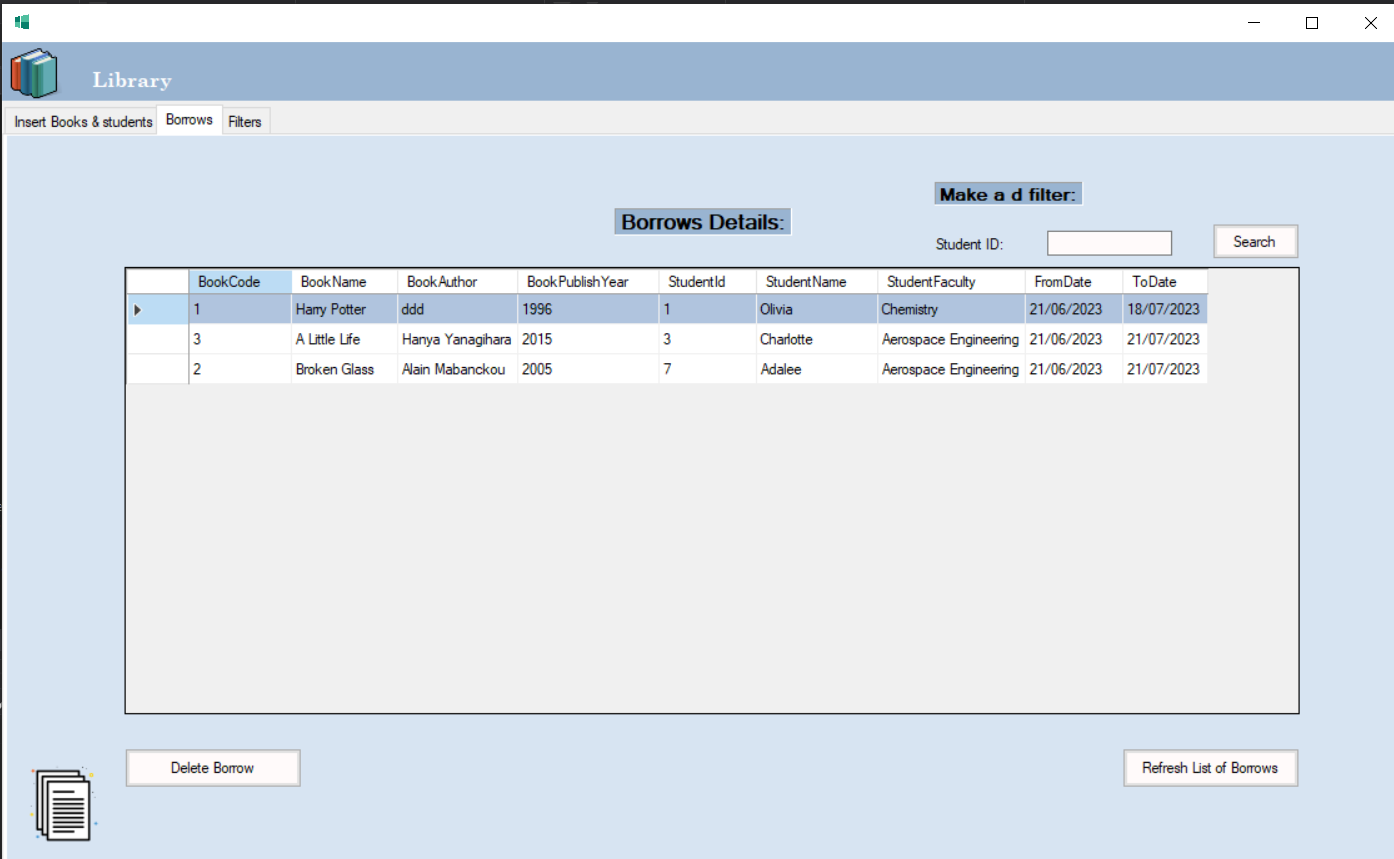 Library
Insert Books & students Borrows Filters
Make a d filter:
Borrows Details:
Student ID: Search
BookCode BookName BookAuthor BookPublishYear StudentId StudentName StudentFaculty FromDate ToDate
1 Harry Potter ddd 1996 1 Olivia Chemistry 21/06/2023 18/07/2023
3 A Little Life Hanya Yanagihara 2015 3 Charlotte Aerospace Engineering 21/06/2023 21/07/2023
2 Broken Glass Alain Mabanckou 2005 7 Adalee Aerospace Engineering 21/06/2023 21/07/2023
Delete Borrow Refresh List of Borrows